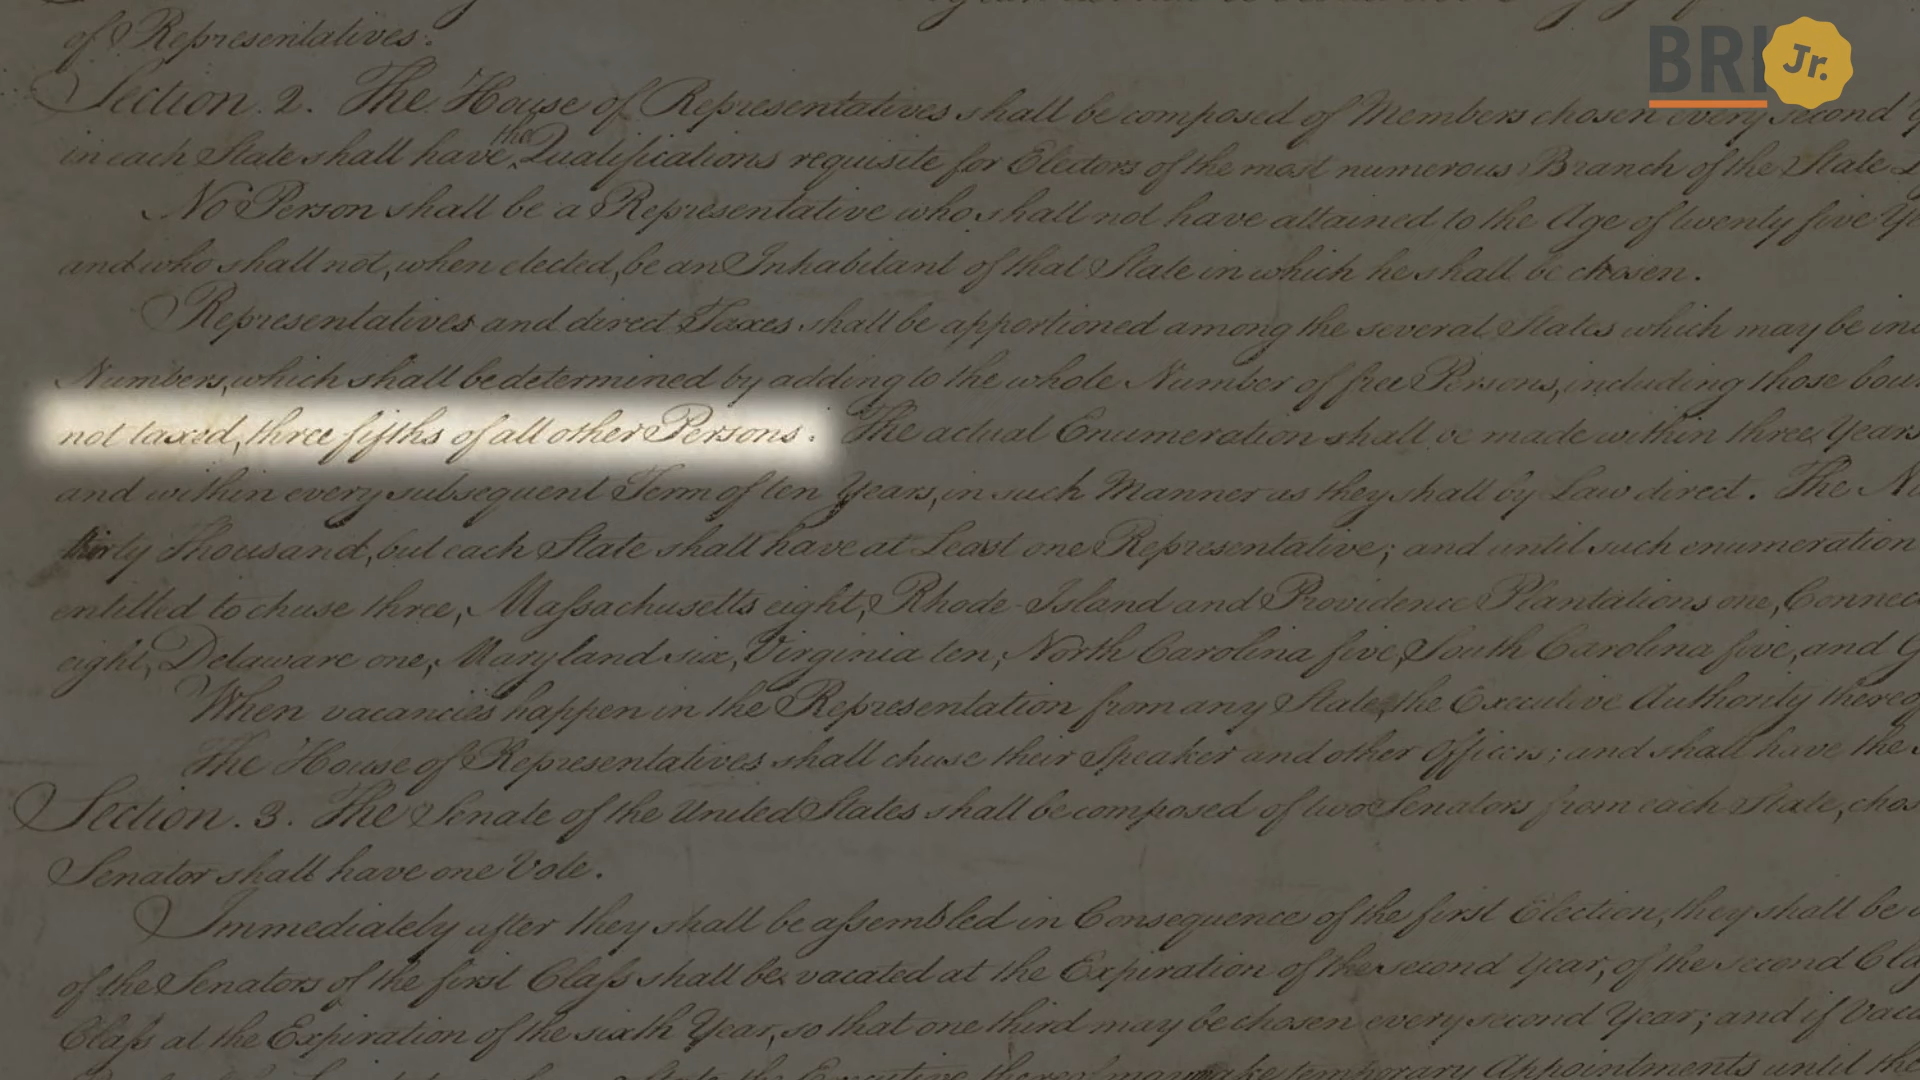 of Representatives.
BRI Jr.
Section. 2. The House of Representatives shall be composed of Members chosen every second
in each State shall have the Qualifications requisite for Electors of the most numerous Branch of the State
No Person shall be a Representative who shall not have attained to the Age of twenty five
and who shall not, when elected, be an Inhabitant of that State in which he shall be chosen.
Representatives and direct Taxes shall be apportioned among the several States which may be
Numbers, which shall be determined by adding to the whole Number of free Persons, including those
not taxed, three fifths of all other Persons. The actual Enumeration shall be made within three Years
and within every subsequent Term of ten Years, in such Manner as they shall by Law direct. The
thirty Thousand, but each State shall have at Least one Representative; and until such enumeration
entitled to chuse three, Massachusetts eight, Rhode-Island and Providence Plantations one,
eight, Delaware one, Maryland six, Virginia ten, North Carolina five, South Carolina five, and
When vacancies happen in the Representation from any State, the Executive Authority
The House of Representatives shall chuse their Speaker and other Officers; and shall have the
Section. 3. The Senate of the United States shall be composed of two Senators from each State,
Senator shall have one Vote.
Immediately after they shall be assembled in Consequence of the first Election, they shall be
of the Senators of the first Class shall be vacated at the Expiration of the second Year, of the second
Class at the Expiration of the sixth Year, so that one third may be chosen every second Year; and if
make temporary Appointments until the